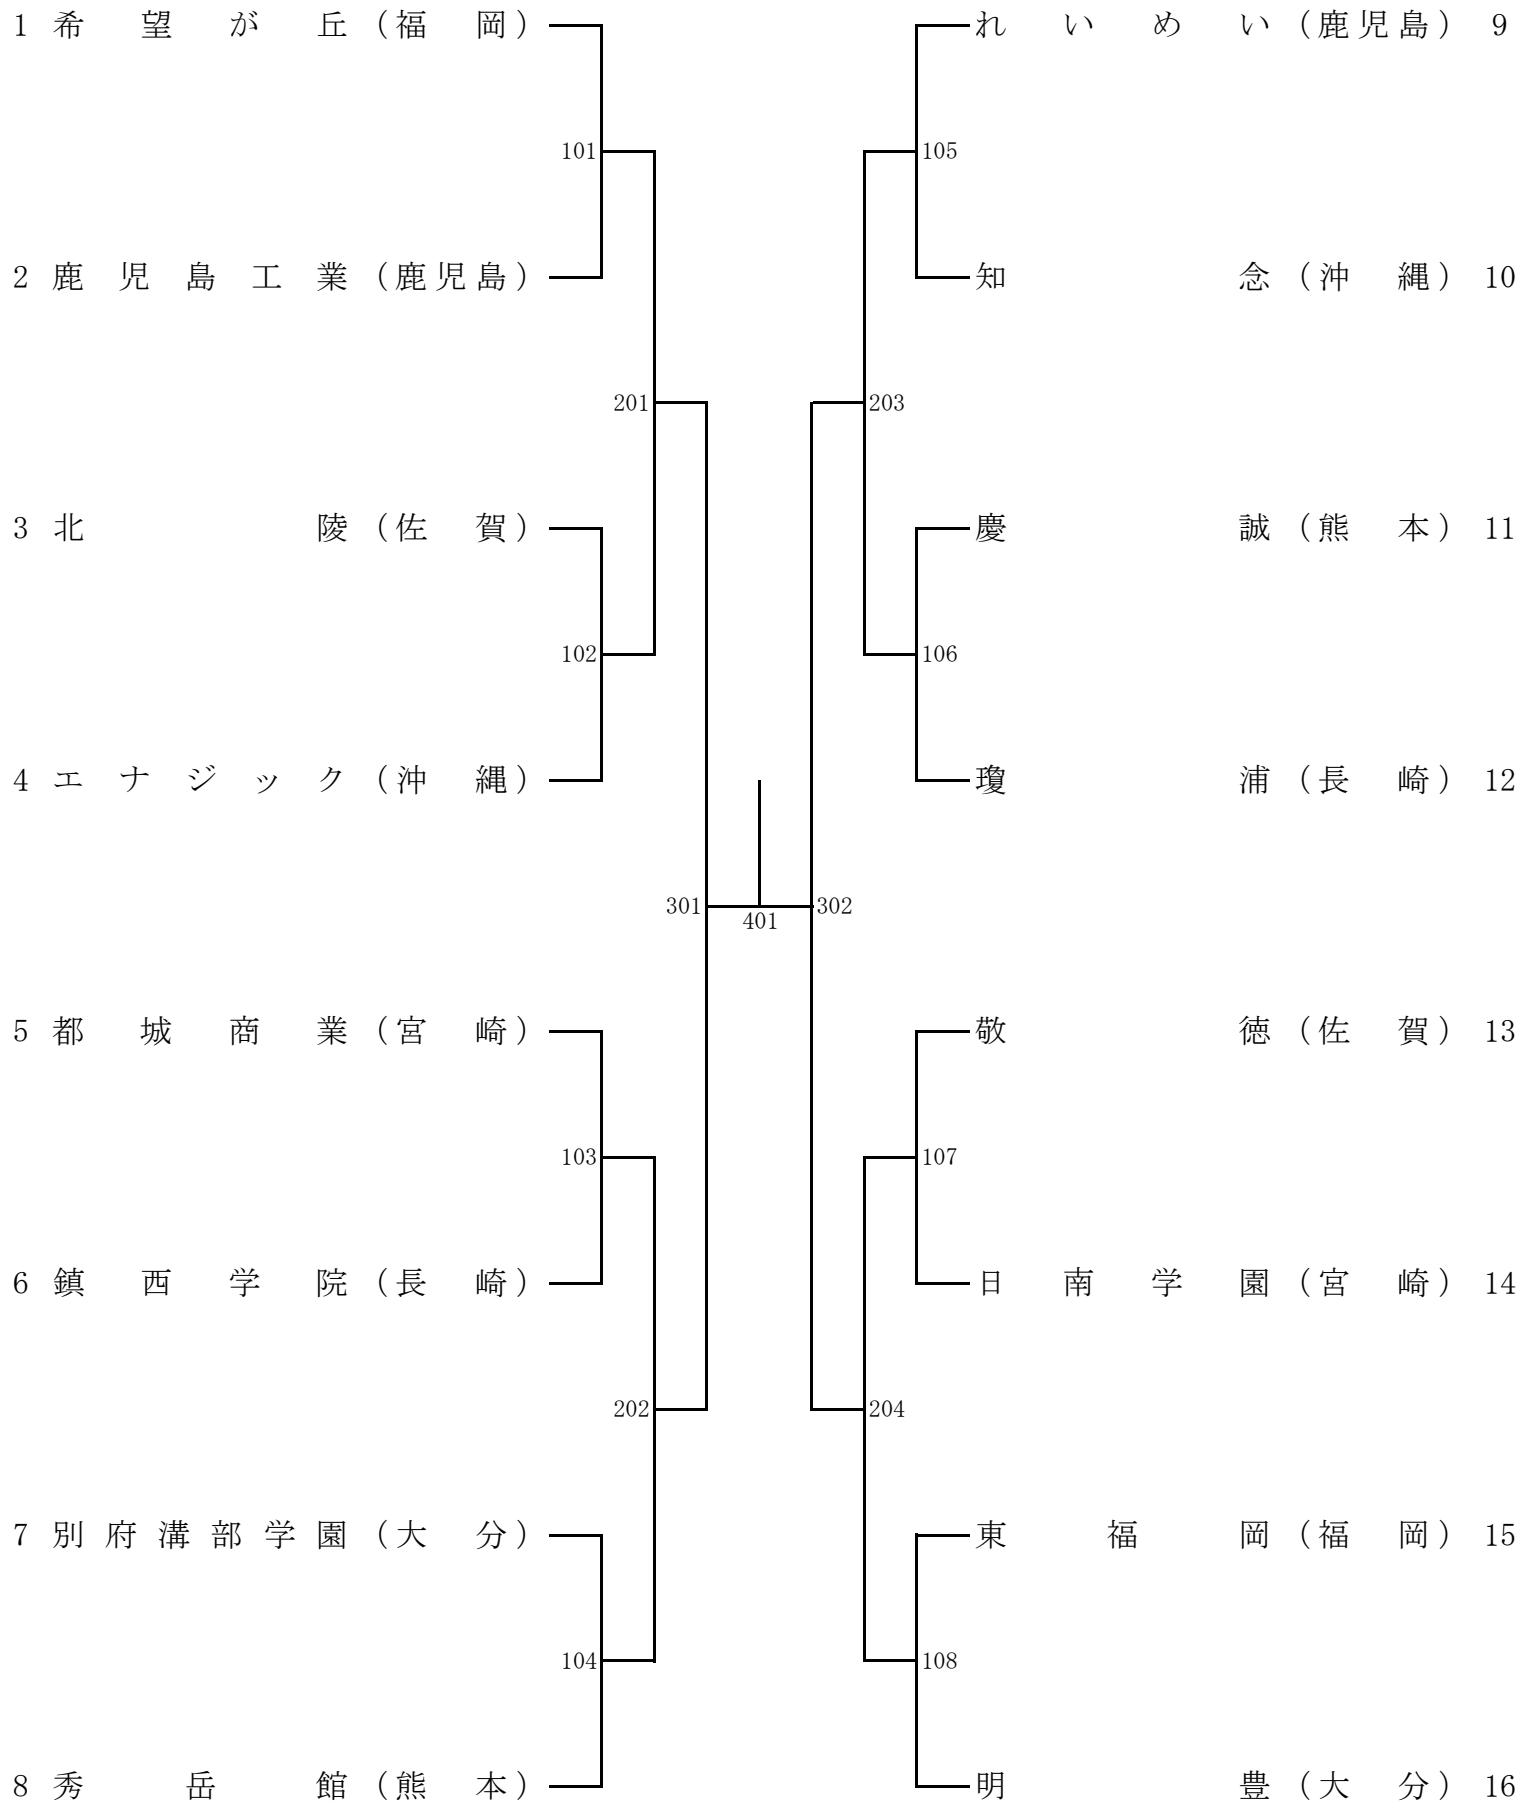 1 希望が丘（福岡）
れいめい（鹿児島） 9
101
105
2 鹿児島工業（鹿児島）
知念（沖縄） 10
201
203
3 北陵（佐賀）
慶誠（熊本） 11
102
106
4 エナジック（沖縄）
瓊浦（長崎） 12
301
302
401
5 都城商業（宮崎）
敬徳（佐賀） 13
103
107
6 鎮西学院（長崎）
日南学園（宮崎） 14
202
204
7 別府溝部学園（大分）
東福岡（福岡） 15
104
108
8 秀岳館（熊本）
明豊（大分） 16